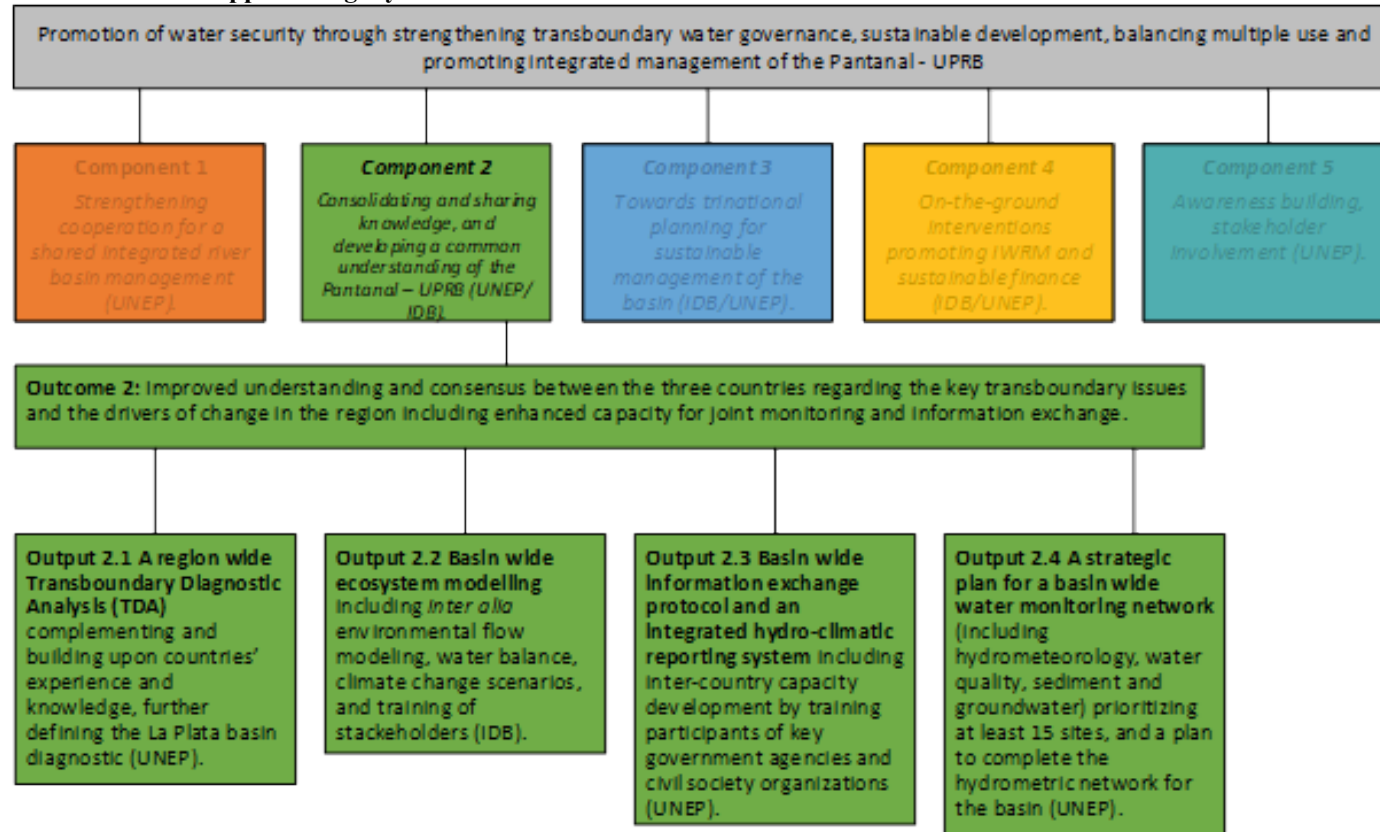 Promotion of water security through strengthening transboundary water governance, sustainable development, balancing multiple use and
promoting integrated management of the Pantanal - UPRB
Component 1
Strengthening
cooperation for a
shared integrated river
basin management
(UNEP).
Component 2
Consolidating and sharing
knowledge, and
developing a common
understanding of the
Pantanal – UPRB (UNEP/
IDB).
Component 3
Towards trinational
planning for
sustainable
management of the
basin (IDB/UNEP).
Component 4
On-the-ground
interventions
promoting IWRM and
sustainable finance
(IDB/UNEP).
Component 5
Awareness building,
stakeholder
involvement (UNEP).
Outcome 2: Improved understanding and consensus between the three countries regarding the key transboundary issues
and the drivers of change in the region including enhanced capacity for joint monitoring and information exchange.
Output 2.1 A region wide
Transboundary Diagnostic
Analysis (TDA)
complementing and
building upon countries'
experience and
knowledge, further
defining the La Plata basin
diagnostic (UNEP).
Output 2.2 Basin wide
ecosystem modelling
including inter alia
environmental flow
modeling, water balance,
climate change scenarios,
and training of
stackeholders (IDB).
Output 2.3 Basin wide
information exchange
protocol and an
integrated hydro-climatic
reporting system including
inter-country capacity
development by training
participants of key
government agencies and
civil society organizations
(UNEP).
Output 2.4 A strategic
plan for a basin wide
water monitoring network
(including
hydrometeorology, water
quality, sediment and
groundwater) prioritizing
at least 15 sites, and a plan
to complete the
hydrometric network for
the basin (UNEP).